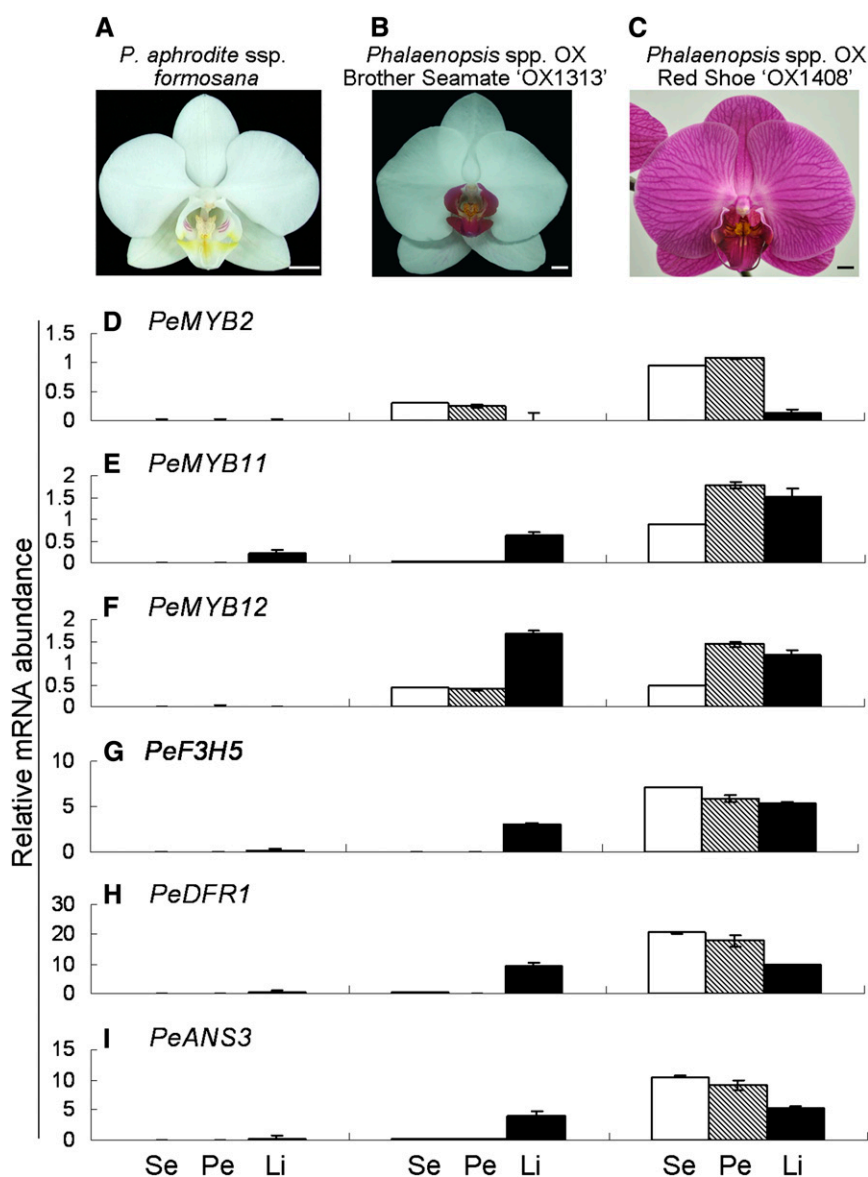 A
P. aphrodite ssp.
formosana
B
Phalaenopsis spp. OX
Brother Seamate ‘OX1313’
C
Phalaenopsis spp. OX
Red Shoe ‘OX1408’
Relative mRNA abundance
D PeMYB2
1.5
1
0.5
0
E PeMYB11
2
1.5
1
0.5
0
F PeMYB12
2
1.5
1
0.5
0
G PeF3H5
10
5
0
H PeDFR1
30
20
10
0
I PeANS3
15
10
5
0
Se Pe Li Se Pe Li Se Pe Li